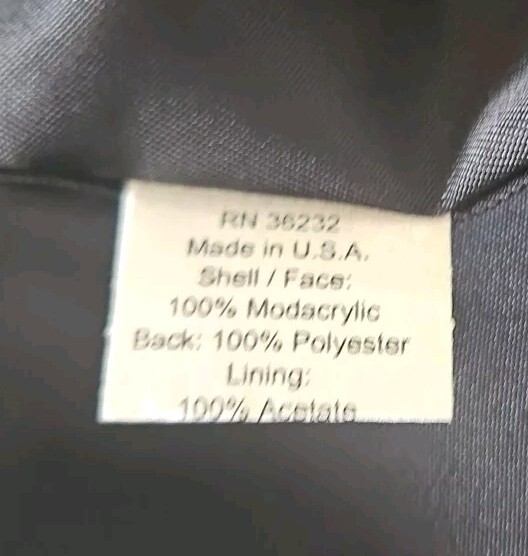 RN 36232
Made in U.S.A.
Shell / Face:
100% Modacrylic
Back: 100% Polyester
Lining:
100% Acetate